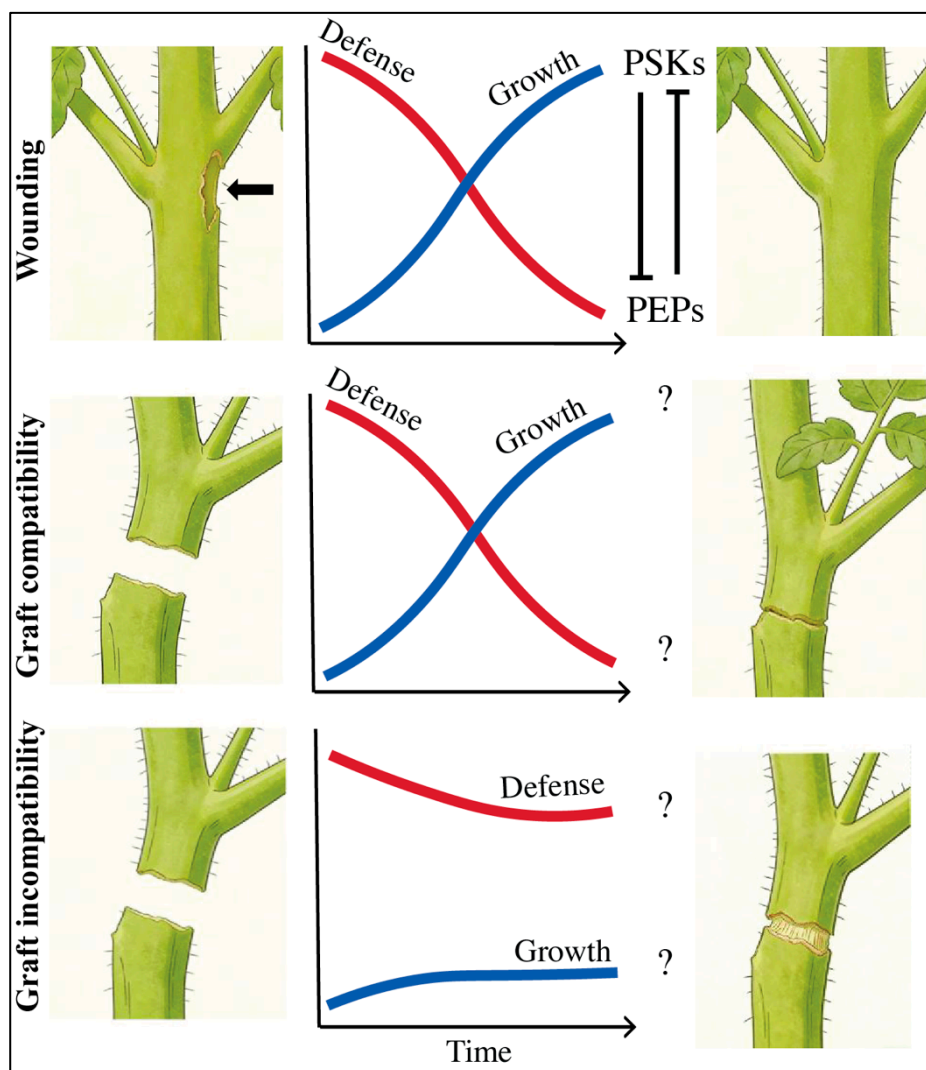 Wounding
Defense
Growth
PSKs
PEPs
Graft compatibility
Defense
Growth
?
?
Graft incompatibility
Defense
?
Growth
?
Time